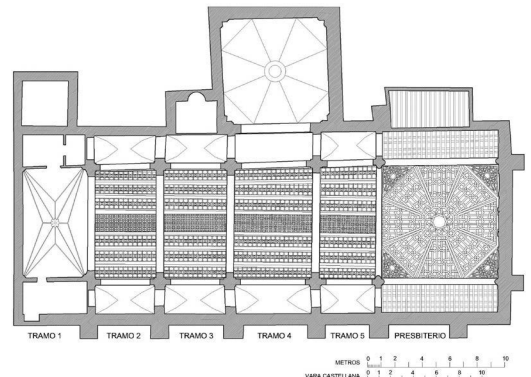 TRAMO 1 TRAMO 2 TRAMO 3 TRAMO 4 TRAMO 5 PRESBITERIO
METROS 0 1 2 4 6 8 10
VARA CASTELLANA 0 1 2 4 6 8 10